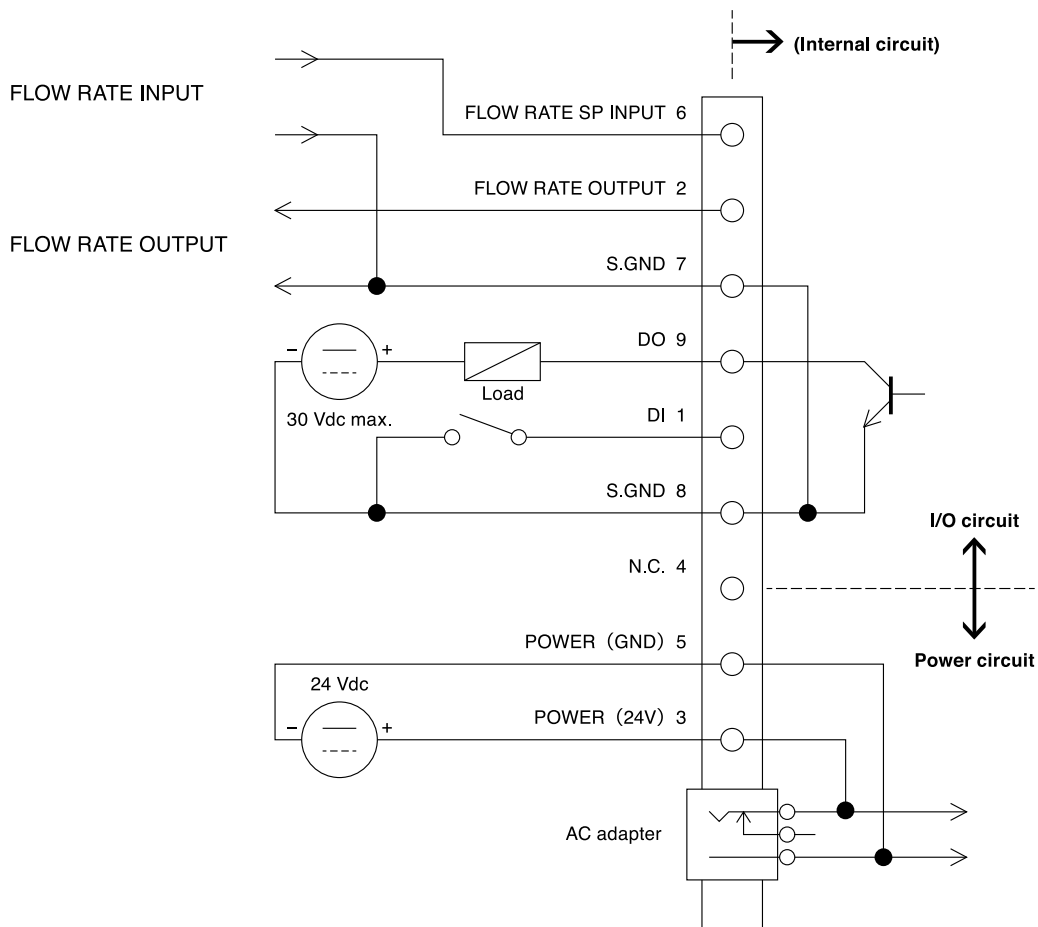 (Internal circuit)
FLOW RATE INPUT
FLOW RATE SP INPUT 6
FLOW RATE OUTPUT 2
FLOW RATE OUTPUT
S.GND 7
DO 9
– +
Load
30 Vdc max.
DI 1
S.GND 8
I/O circuit
N.C. 4
POWER (GND) 5
Power circuit
24 Vdc
POWER (24V) 3
– +
AC adapter